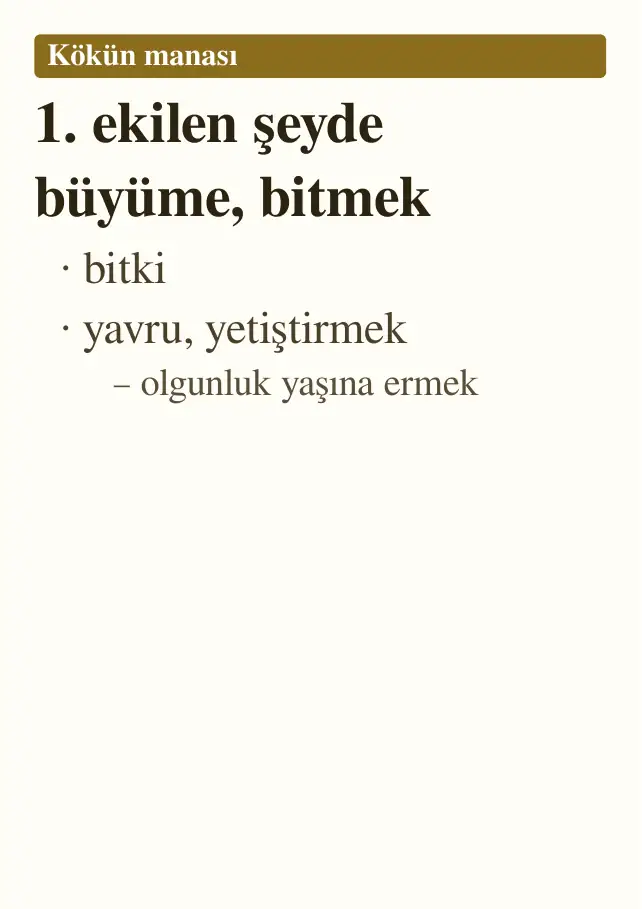 Kökün manası
1. ekilen şeyde
büyüme, bitmek
· bitki
· yavru, yetiştirmek
– olgunluk yaşına ermek